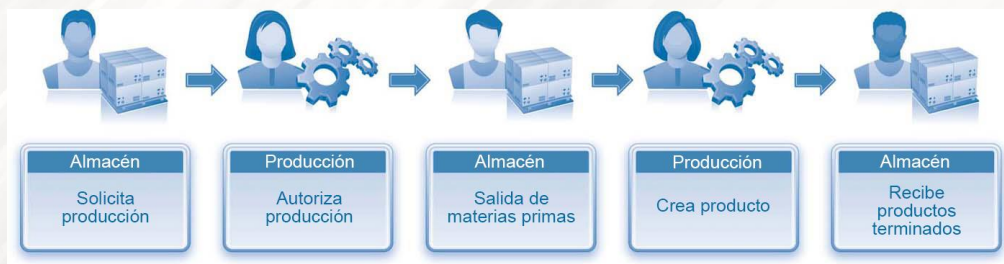 Almacén
Solicita
producción
Producción
Autoriza
producción
Almacén
Salida de
materias primas
Producción
Crea producto
Almacén
Recibe
productos
terminados